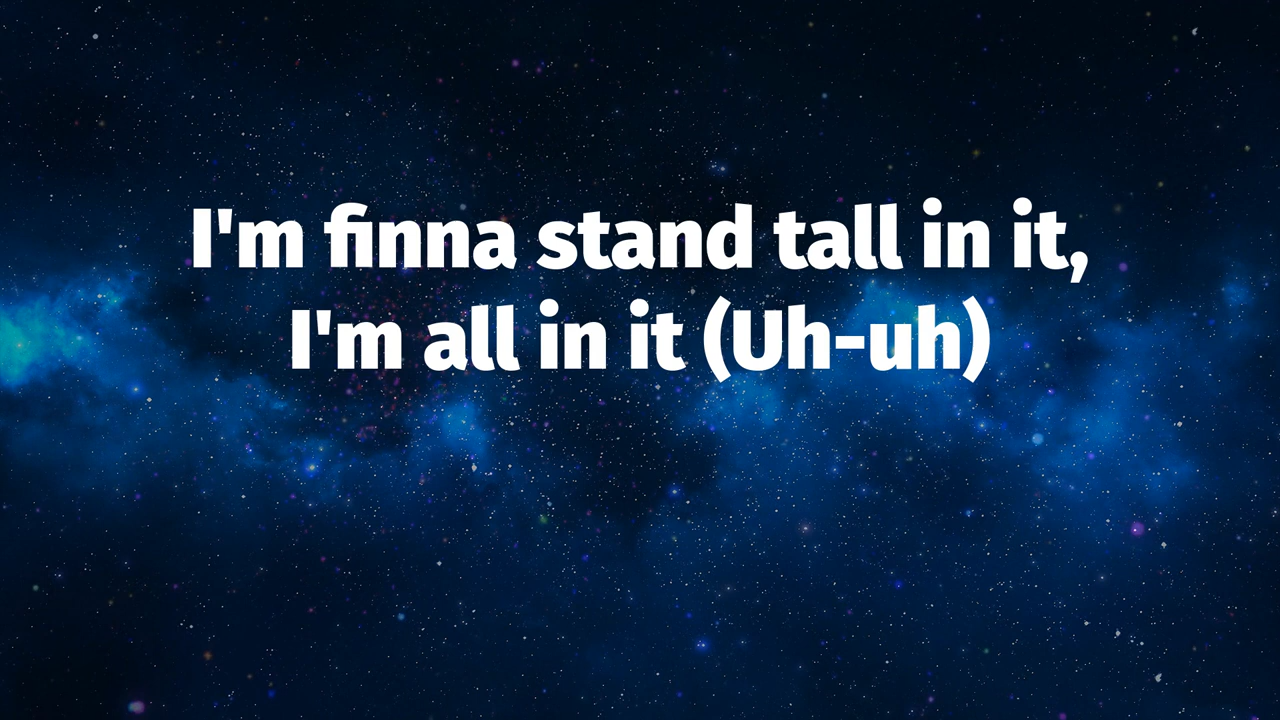 I'm finna stand tall in it,
I'm all in it (Uh-uh)